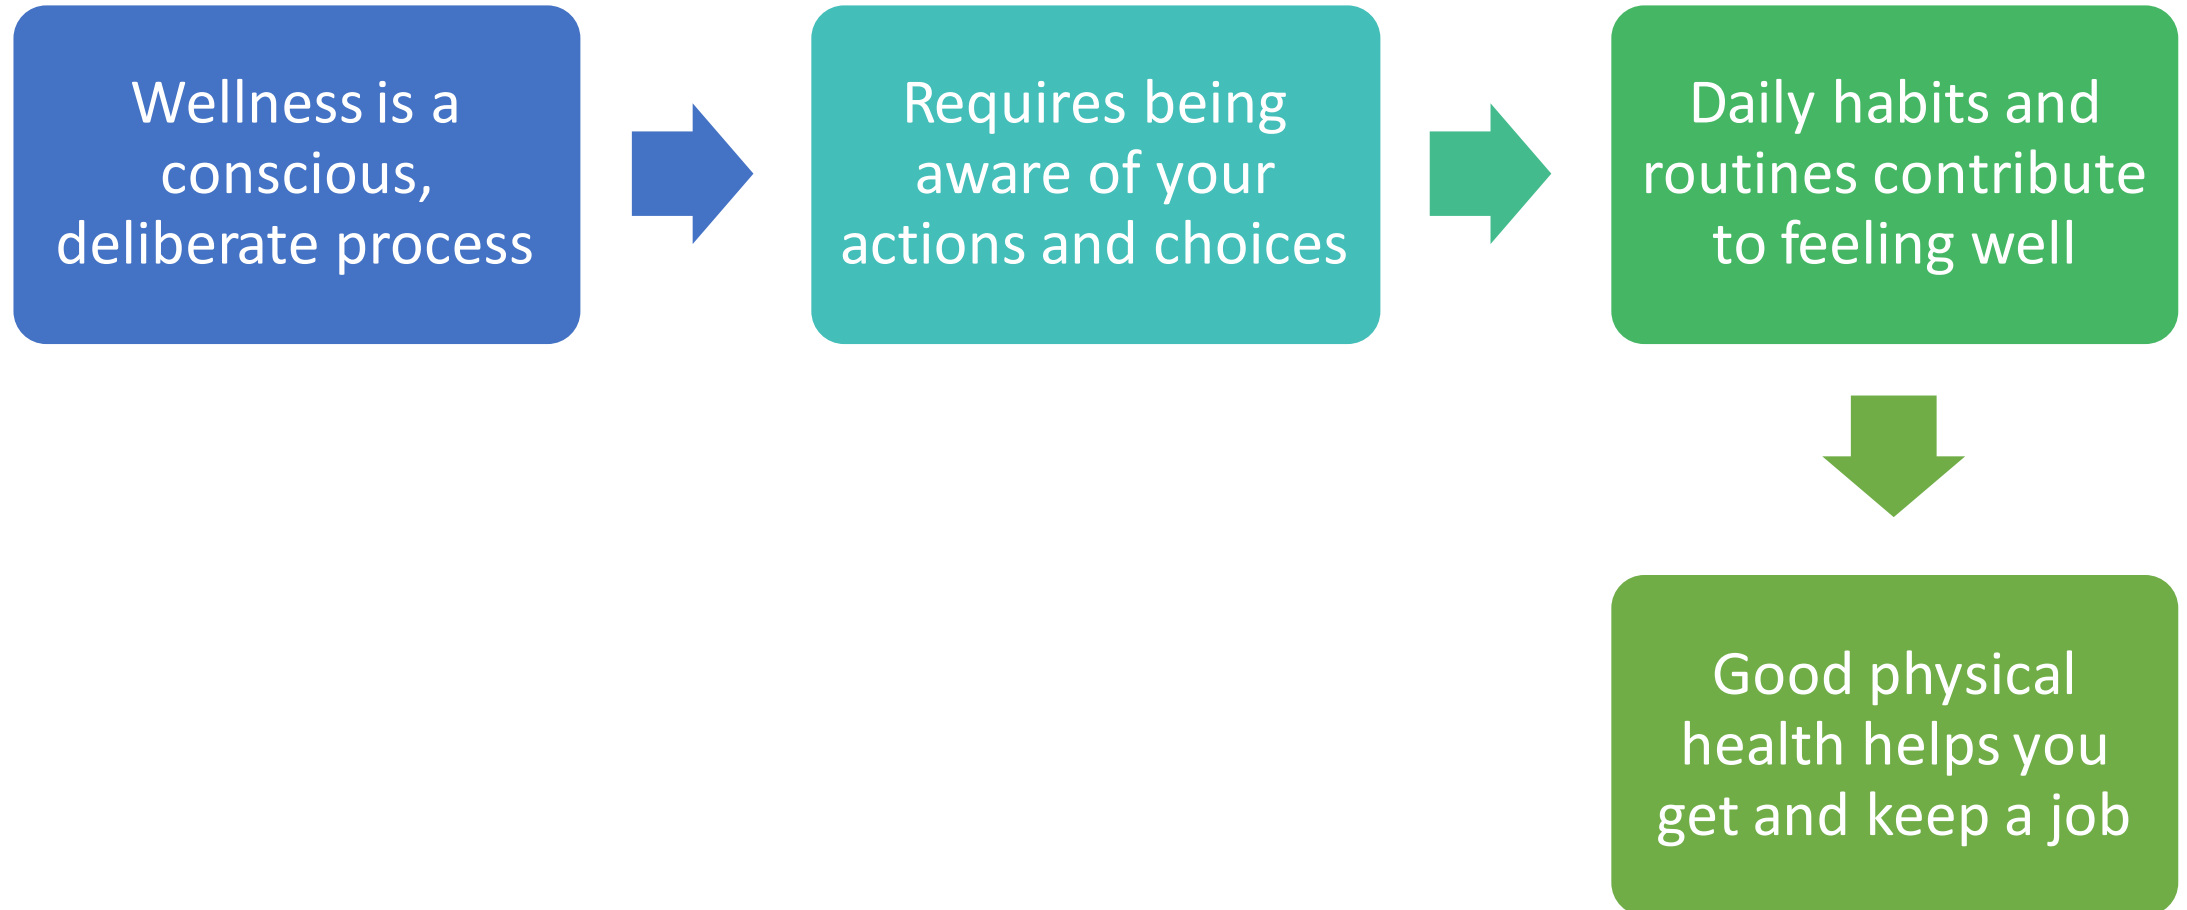 Wellness is a
conscious,
deliberate process
Requires being
aware of your
actions and choices
Daily habits and
routines contribute
to feeling well
Good physical
health helps you
get and keep a job